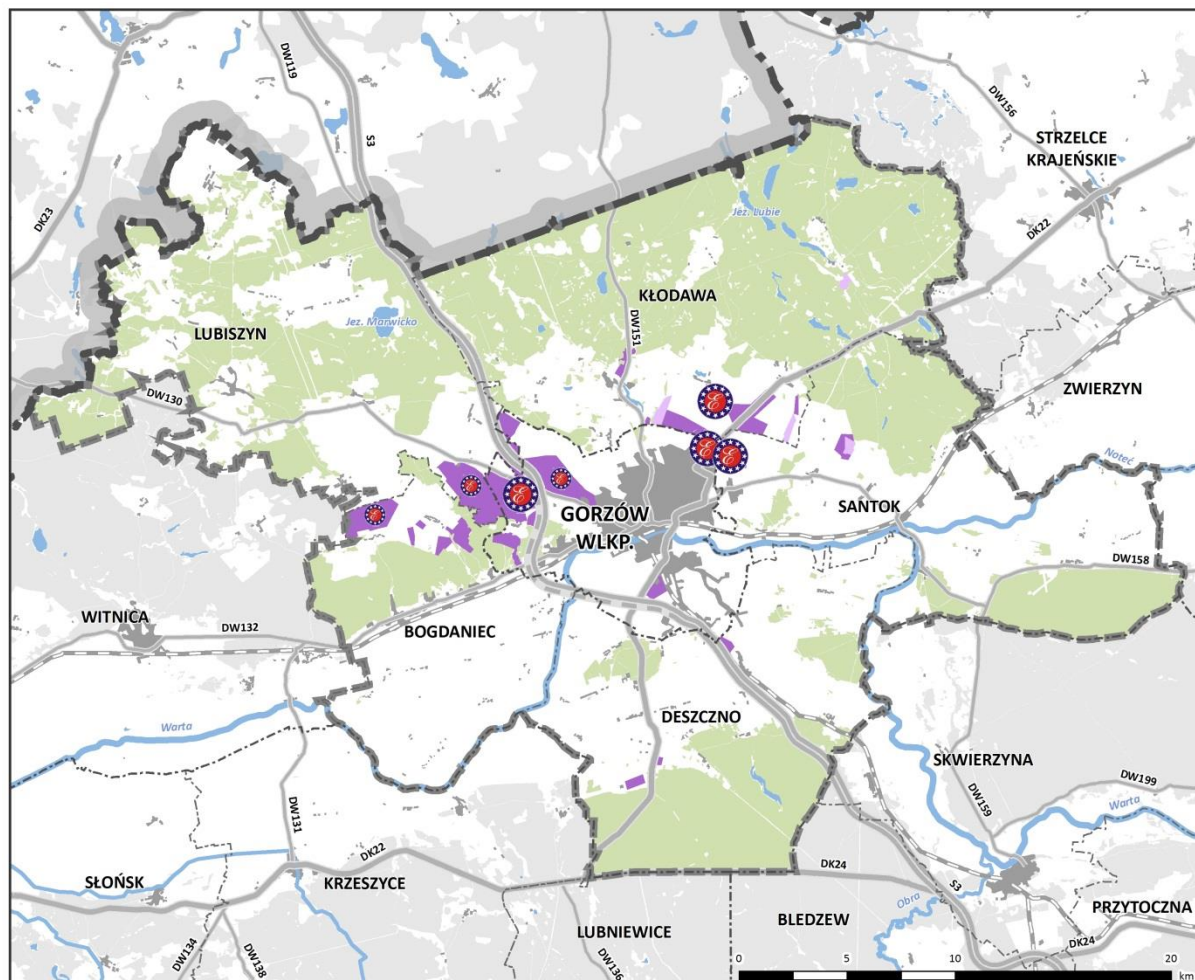 DW119
S3
DW156
STRZELCE
KRAJEŃSKIE
DK23
DK22
Jez. Lubie
KŁODAWA
DW151
LUBISZYN
Jez. Marwicko
ZWIERZYN
DW130
Noteć
GORZÓW
WLKP.
SANTOK
DW158
WITNICA
DW132
BOGDANIEC
DESZCZNO
Warta
SKWIERZYNA
DW199
DW159
Warta
DW131
DK22
DK24
SŁOŃSK
KRZESZYCE
S3
Obra
PRZYTOCZNA
LUBNIEWICE
BLEDZEW
DW134
DW138
DW136
DK24
0 5 10 20
km